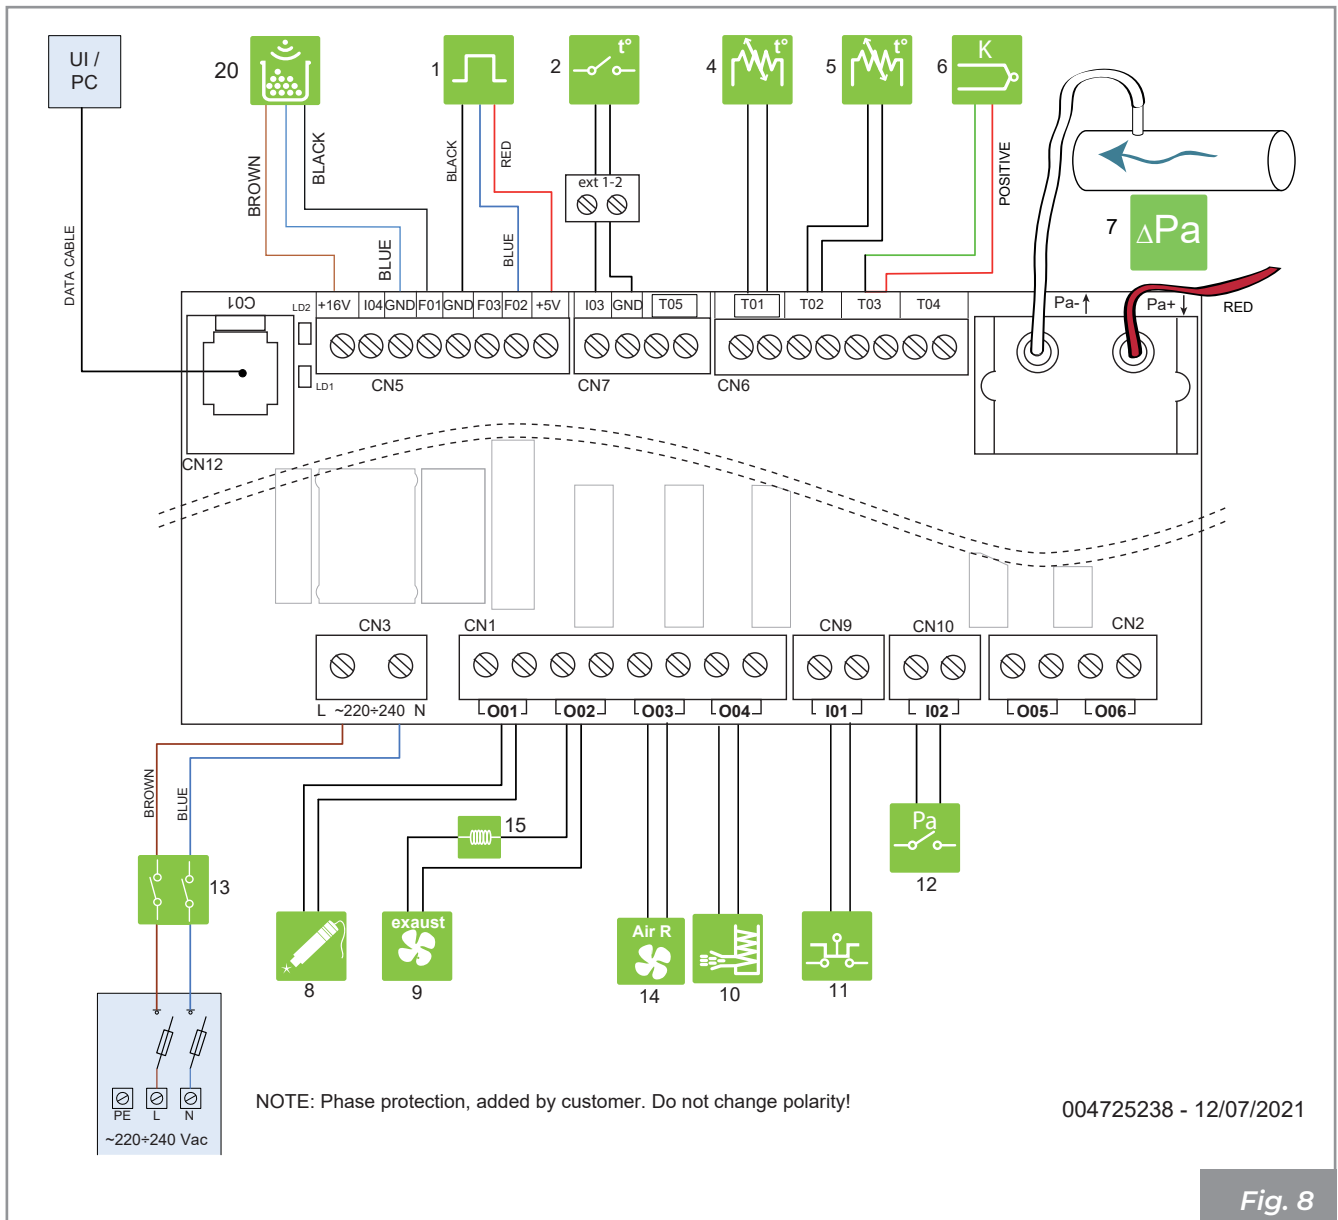 UI /
PC
20
1
2
t°
4
t°
5
t°
6
K
BROWN
BLACK
BLACK
RED
ext 1-2
POSITIVE
7
ΔPa
DATA CABLE
BLUE
BLUE
C01
LD2
+16V I04 GND F01 GND F03 F02 +5V
I03 GND T05
T01 T02 T03 T04
Pa-
Pa+
RED
LD1
CN5
CN7
CN6
CN12
CN3
CN1
CN9
CN10
CN2
L ~220÷240 N
O01 O02 O03 O04
I01
I02
O05 O06
BROWN
BLUE
15
Pa
12
13
exaust
Air R
8
9
14
10
11
PE L N
~220÷240 Vac
NOTE: Phase protection, added by customer. Do not change polarity!
004725238 - 12/07/2021
Fig. 8